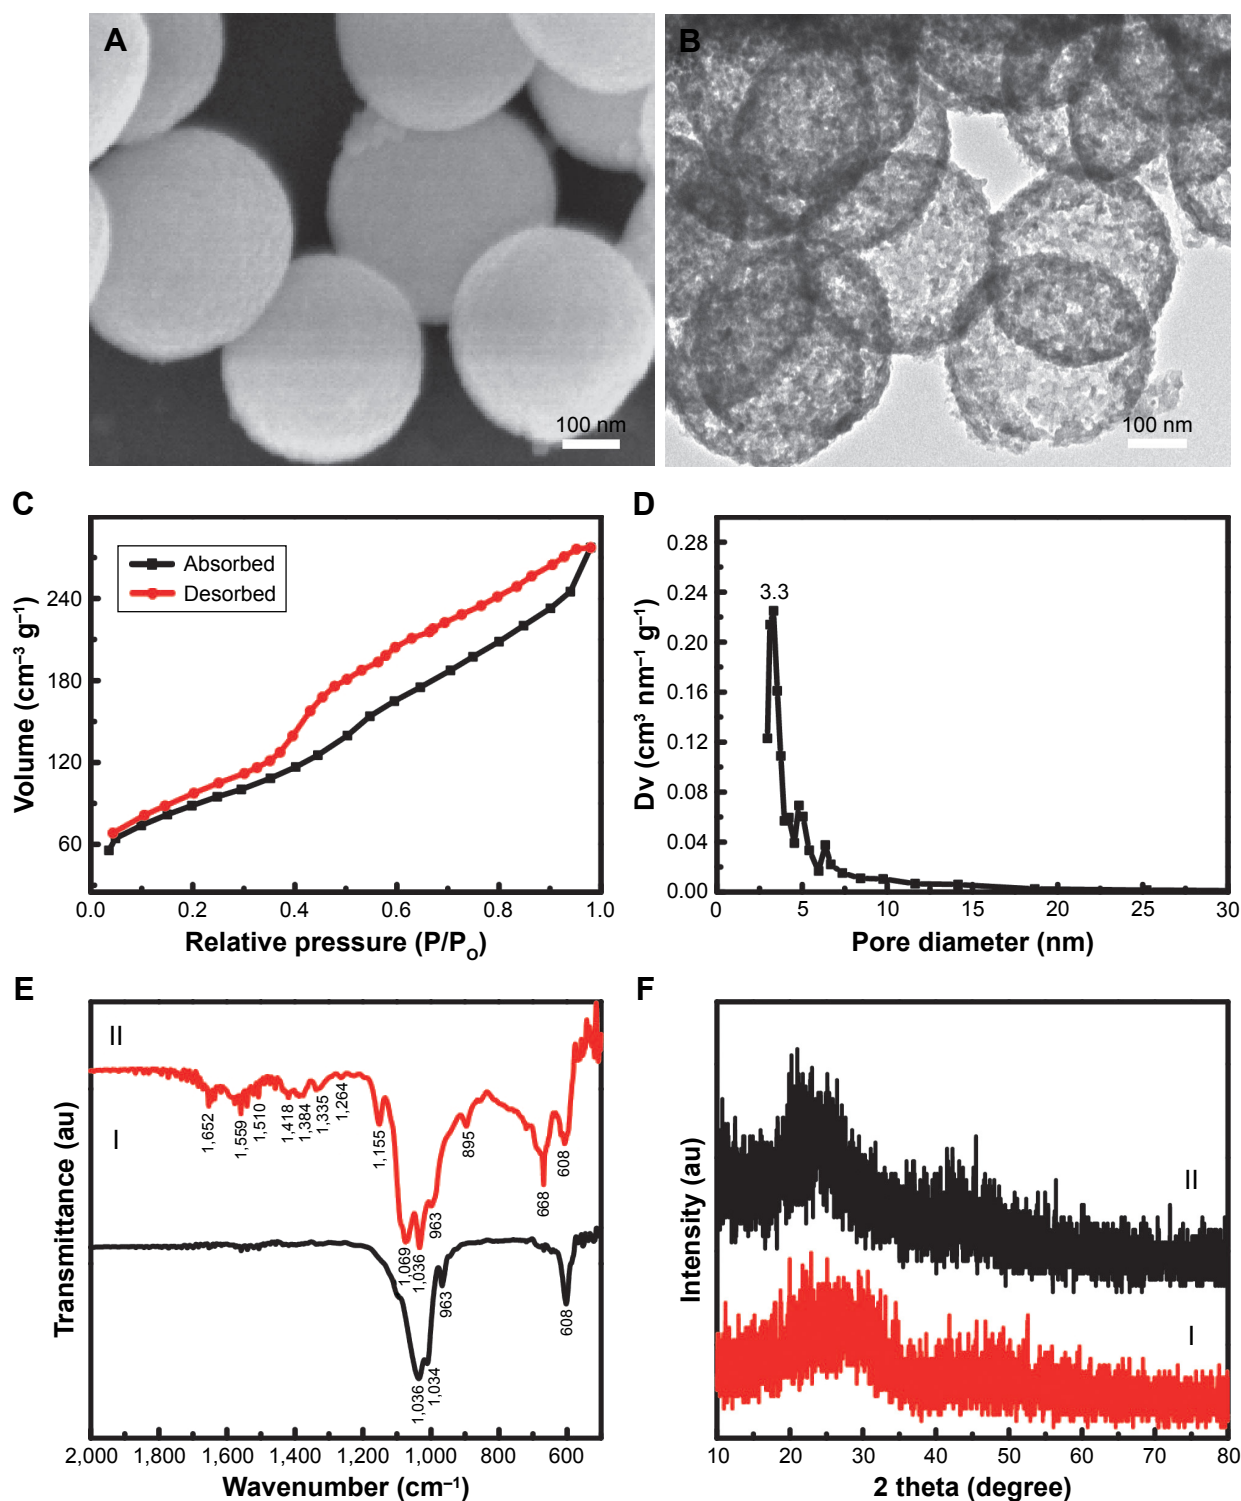 A
100 nm
B
100 nm
C
Absorbed
Desorbed
240
180
120
60
Volume (cm⁻³ g⁻¹)
0.0 0.2 0.4 0.6 0.8 1.0
Relative pressure (P/P₀)
D
3.3
0.28
0.24
0.20
0.16
0.12
0.08
0.04
0.00
Dv (cm³ nm⁻¹ g⁻¹)
0 5 10 15 20 25 30
Pore diameter (nm)
E
II
I
1,652
1,559
1,510
1,418
1,384
1,335
1,264
1,155
1,069
1,036
963
895
668
608
1,036
1,034
963
608
Transmittance (au)
2,000 1,800 1,600 1,400 1,200 1,000 800 600
Wavenumber (cm⁻¹)
F
II
I
Intensity (au)
10 20 30 40 50 60 70 80
2 theta (degree)